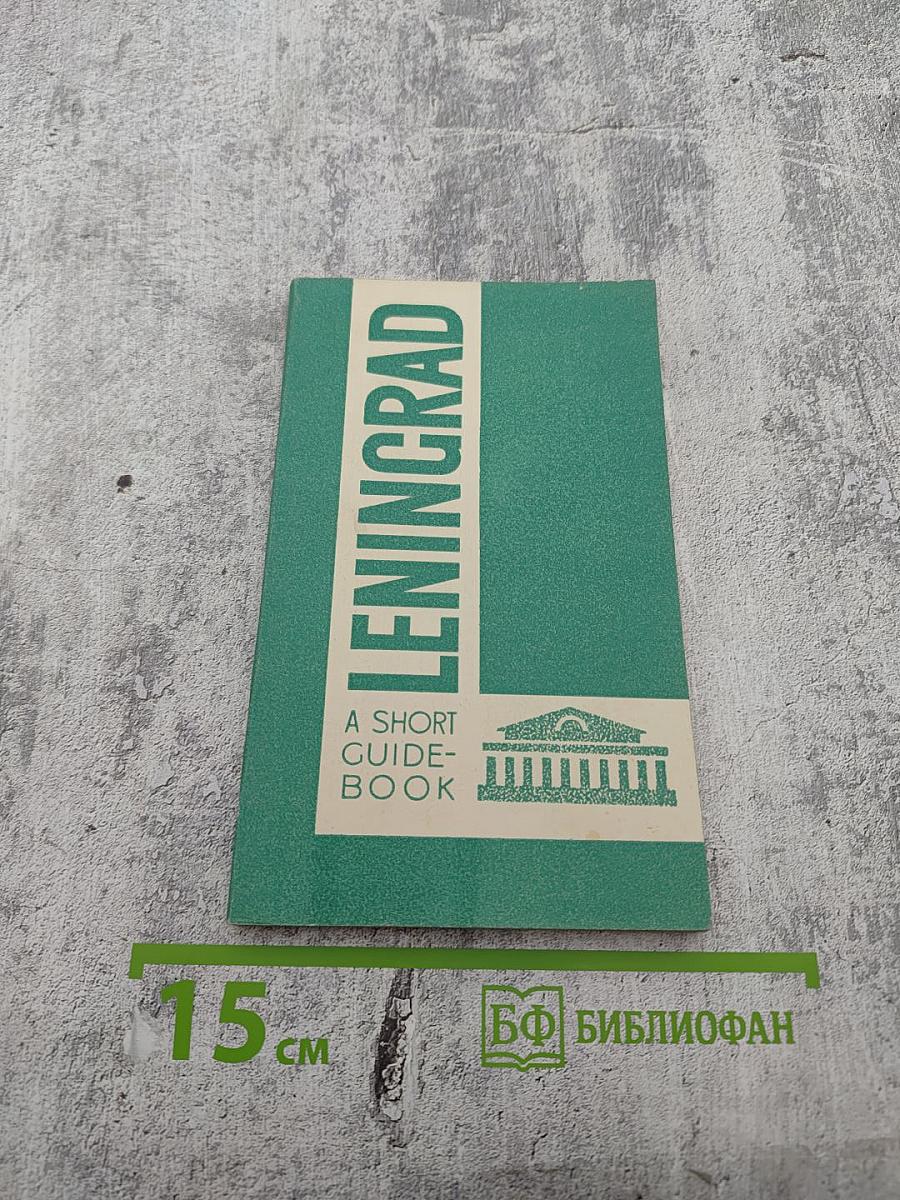 LENINGRAD
A SHORT
GUIDE-
BOOK
15 см
БФ БИБЛИОФАН